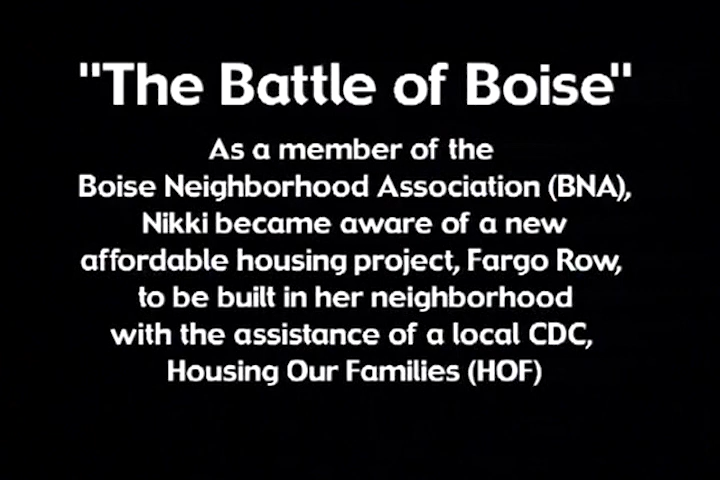 "The Battle of Boise"
As a member of the
Boise Neighborhood Association (BNA),
Nikki became aware of a new
affordable housing project, Fargo Row,
to be built in her neighborhood
with the assistance of a local CDC,
Housing Our Families (HOF)